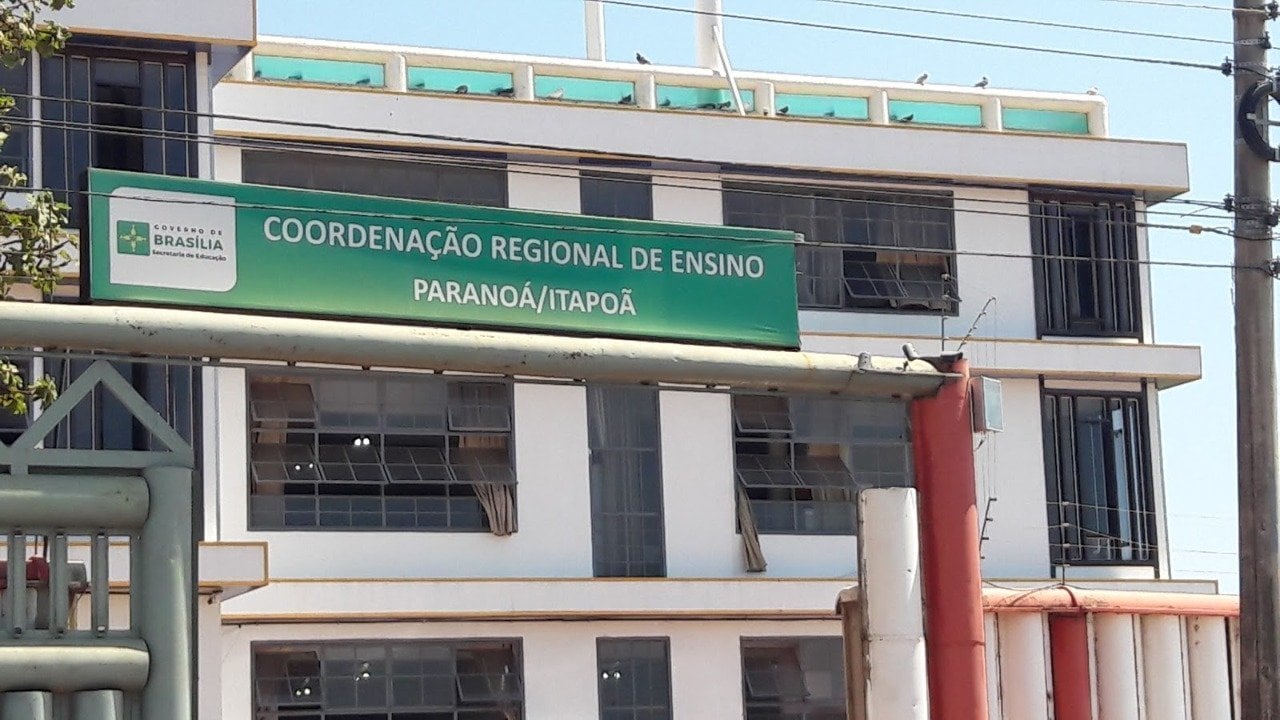 GOVERNO DE
BRASÍLIA
Secretaria de Educação
COORDENAÇÃO REGIONAL DE ENSINO
PARANOÁ/ITAPOÃ